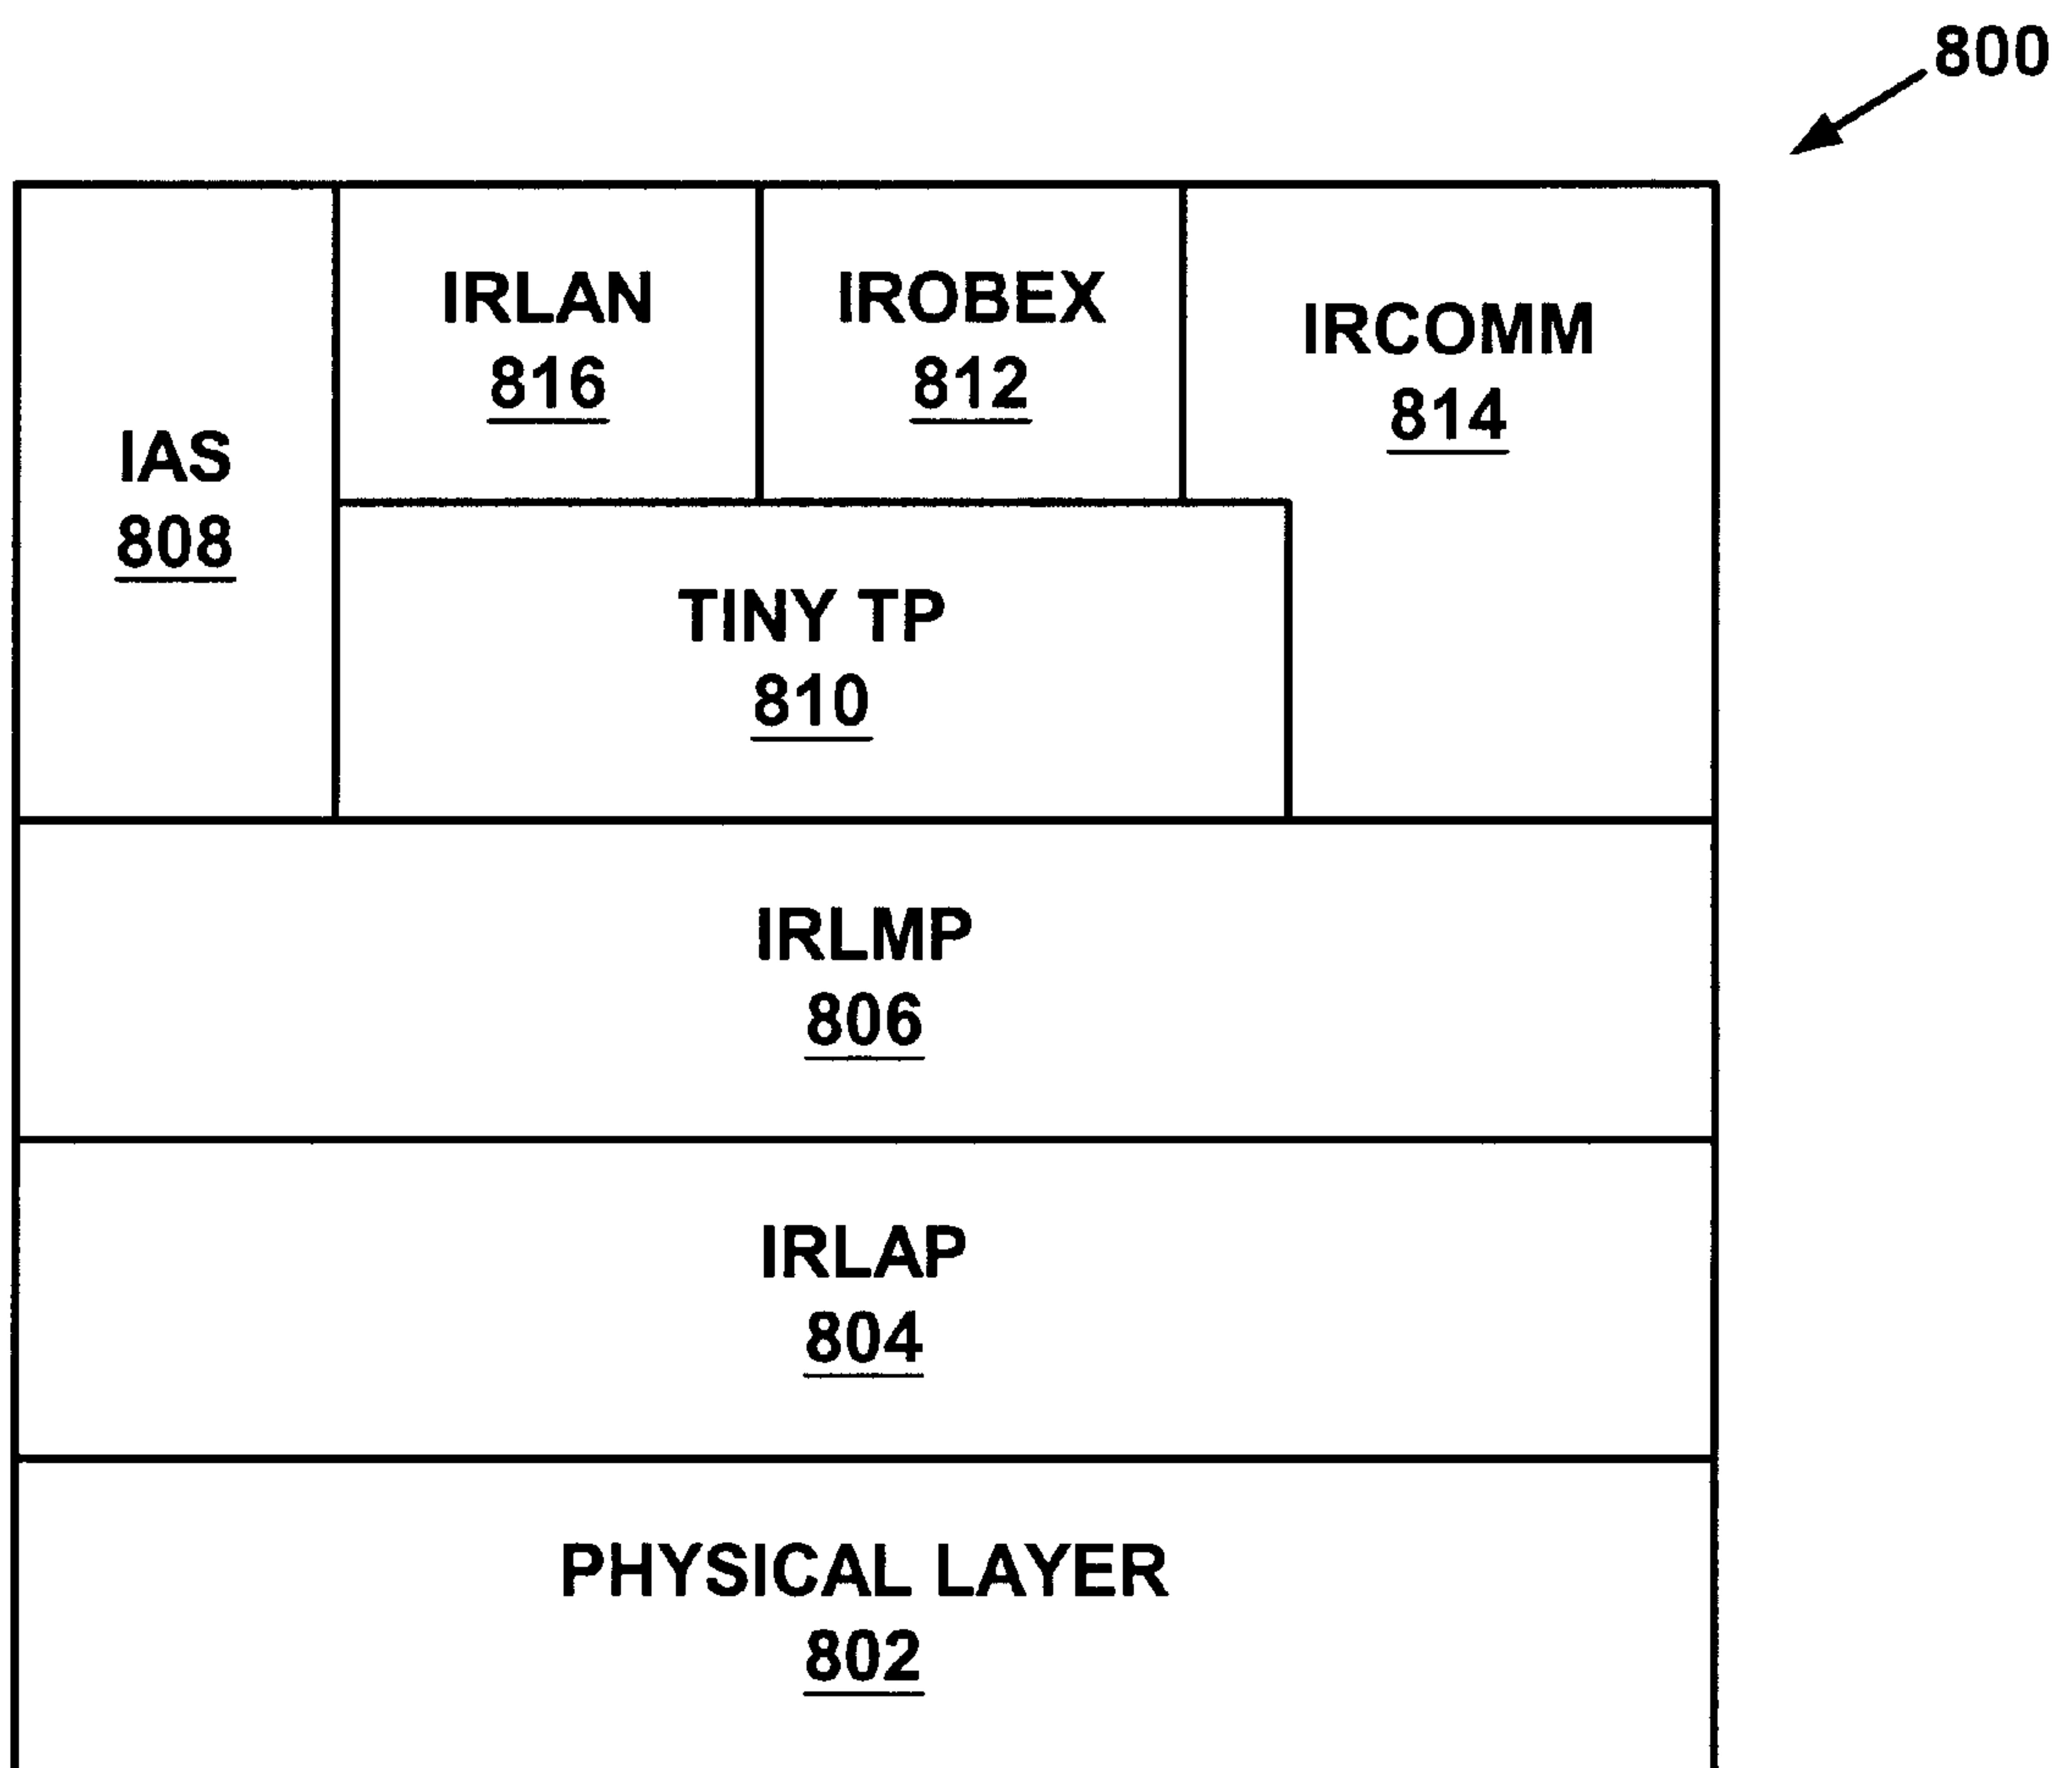 800
IRLAN
816
IROBEX
812
IRCOMM
814
IAS
808
TINY TP
810
IRLMP
806
IRLAP
804
PHYSICAL LAYER
802